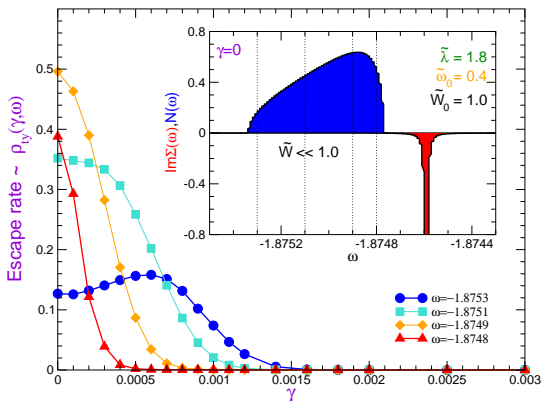 Escape rate ~ ρty(γ,ω)
0.5
0.4
0.3
0.2
0.1
0
0
0.0005
0.001
0.0015
0.002
0.0025
0.003
γ
ImΣ(ω),N(ω)
0.8
0.4
0
-0.4
-0.8
γ=0
λ̃ = 1.8
ω̃0 = 0.4
W̃0 = 1.0
W̃ << 1.0
-1.8752
-1.8748
-1.8744
ω
ω=-1.8753
ω=-1.8751
ω=-1.8749
ω=-1.8748